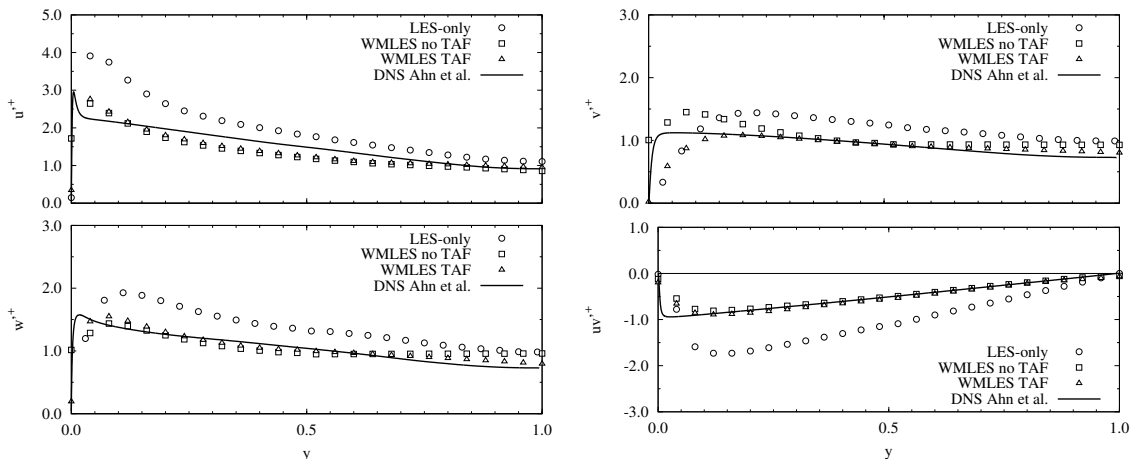 5.0
4.0
3.0
2.0
1.0
0.0
u'+
LES-only
WMLES no TAF
WMLES TAF
DNS Ahn et al.
3.0
2.0
1.0
0.0
v'+
LES-only
WMLES no TAF
WMLES TAF
DNS Ahn et al.
3.0
2.0
1.0
0.0
w'+
LES-only
WMLES no TAF
WMLES TAF
DNS Ahn et al.
0.0 0.5 1.0
y
1.0
0.0
-1.0
-2.0
-3.0
uv'+
LES-only
WMLES no TAF
WMLES TAF
DNS Ahn et al.
0.0 0.5 1.0
y